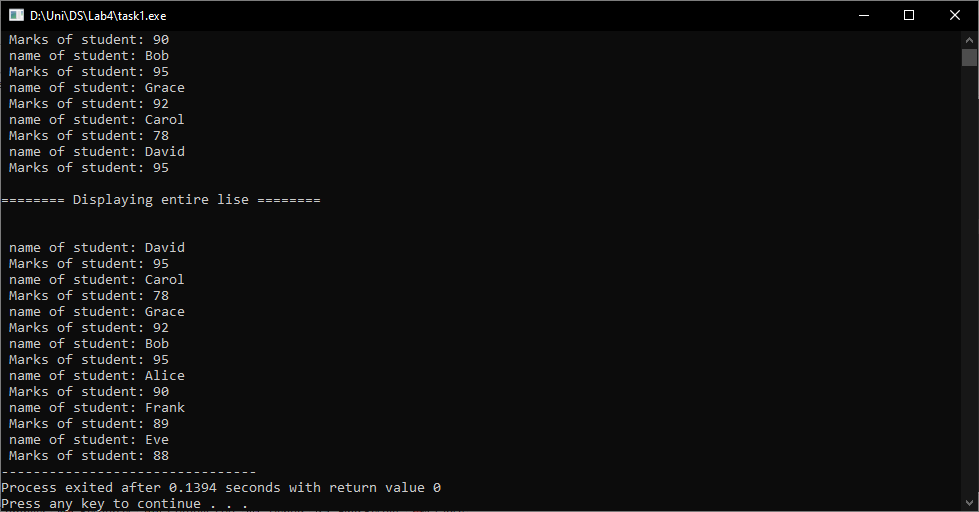 D:\Uni\DS\Lab4\task1.exe
Marks of student: 90
name of student: Bob
Marks of student: 95
name of student: Grace
Marks of student: 92
name of student: Carol
Marks of student: 78
name of student: David
Marks of student: 95
======== Displaying entire lise ========
name of student: David
Marks of student: 95
name of student: Carol
Marks of student: 78
name of student: Grace
Marks of student: 92
name of student: Bob
Marks of student: 95
name of student: Alice
Marks of student: 90
name of student: Frank
Marks of student: 89
name of student: Eve
Marks of student: 88
--------------------------------
Process exited after 0.1394 seconds with return value 0
Press any key to continue . . .